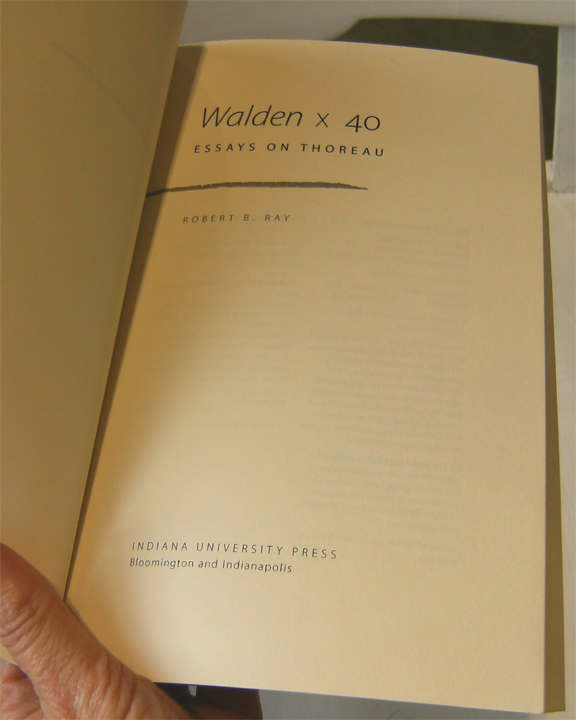 Walden x 40
ESSAYS ON THOREAU
ROBERT B. RAY
INDIANA UNIVERSITY PRESS
Bloomington and Indianapolis